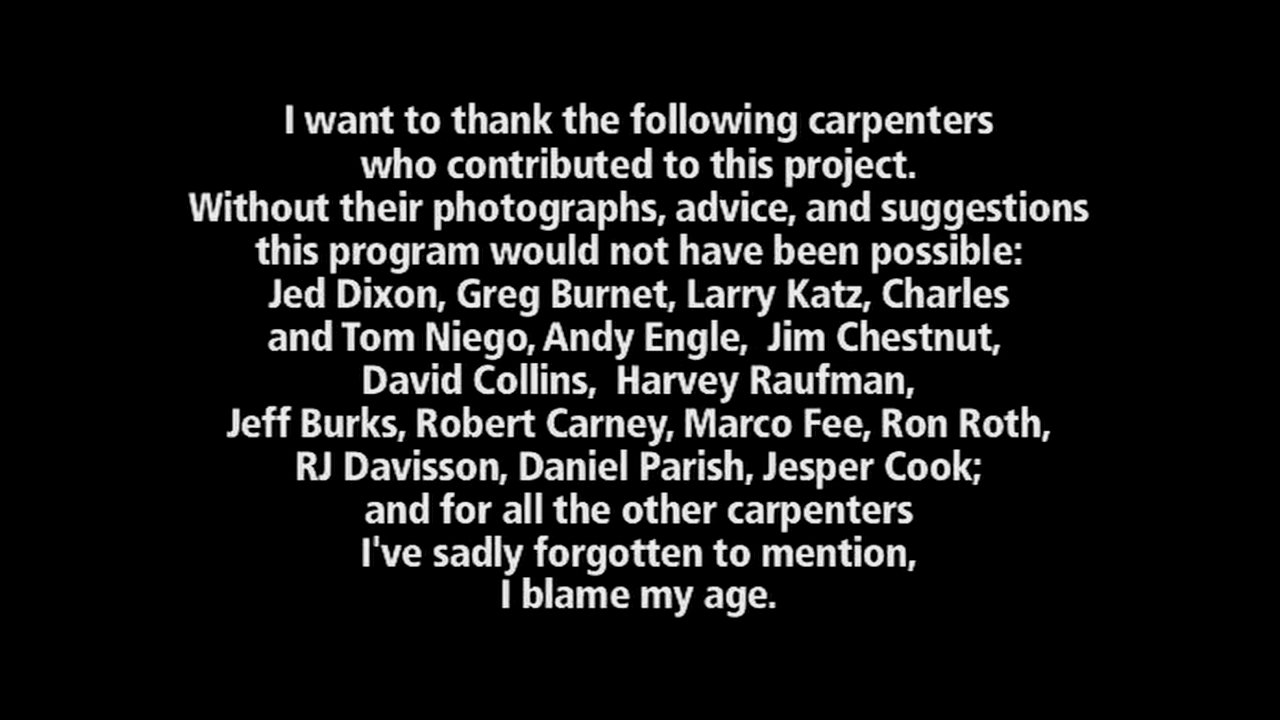 I want to thank the following carpenters
who contributed to this project.
Without their photographs, advice, and suggestions
this program would not have been possible:
Jed Dixon, Greg Burnet, Larry Katz, Charles
and Tom Niego, Andy Engle,  Jim Chestnut,
David Collins,  Harvey Raufman,
Jeff Burks, Robert Carney, Marco Fee, Ron Roth,
RJ Davisson, Daniel Parish, Jesper Cook;
and for all the other carpenters
I've sadly forgotten to mention,
I blame my age.